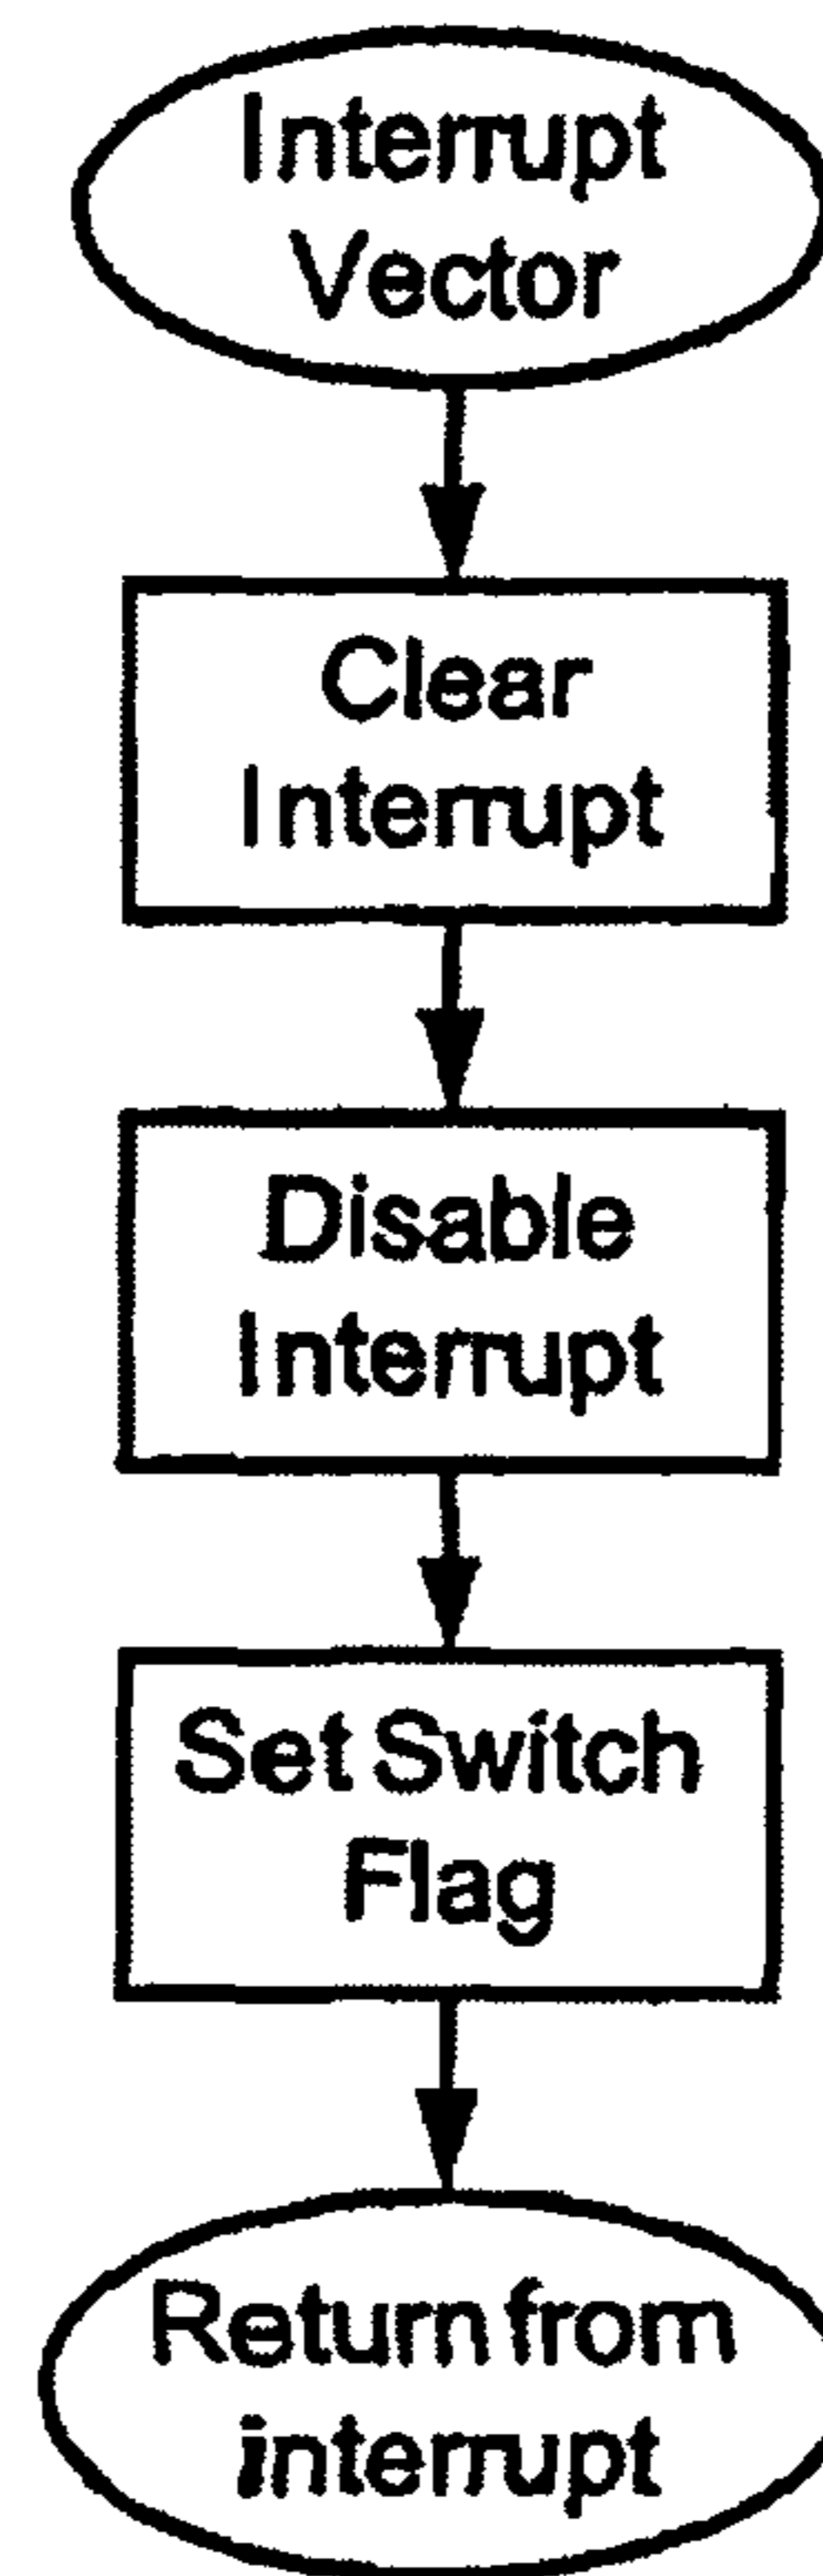 Interrupt
Vector
Clear
Interrupt
Disable
Interrupt
Set Switch
Flag
Return from
interrupt